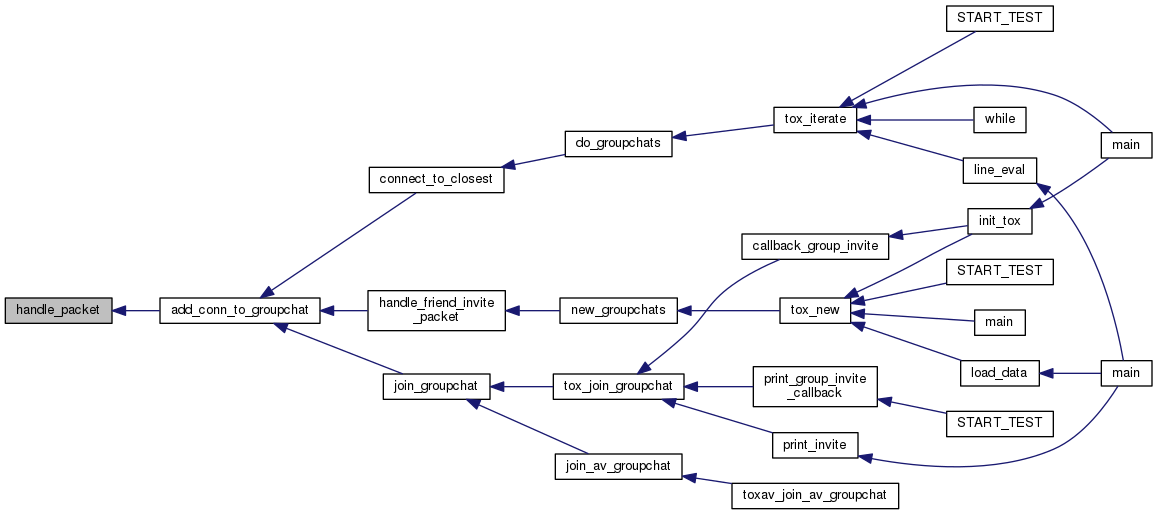 START_TEST
tox_iterate
while
do_groupchats
main
line_eval
connect_to_closest
init_tox
callback_group_invite
START_TEST
handle_packet
add_conn_to_groupchat
handle_friend_invite
_packet
new_groupchats
tox_new
main
load_data
main
join_groupchat
tox_join_groupchat
print_group_invite
_callback
START_TEST
print_invite
join_av_groupchat
toxav_join_av_groupchat